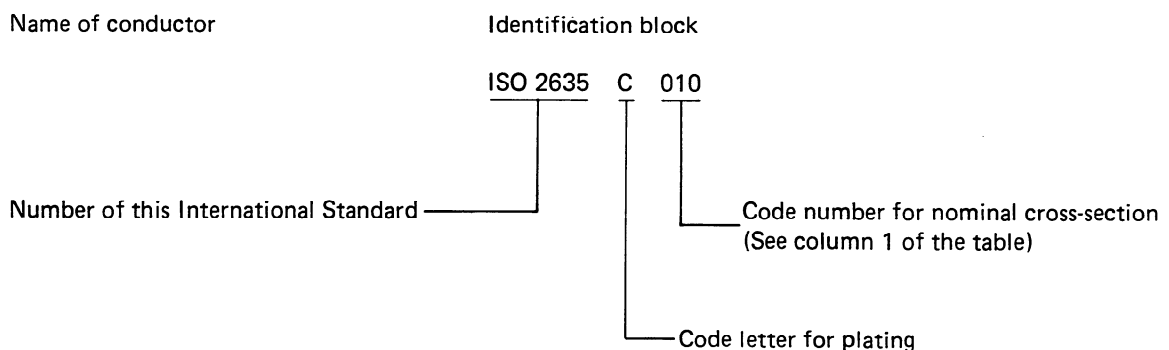 Name of conductor
Identification block
ISO 2635 C 010
Number of this International Standard
Code number for nominal cross-section
(See column 1 of the table)
Code letter for plating